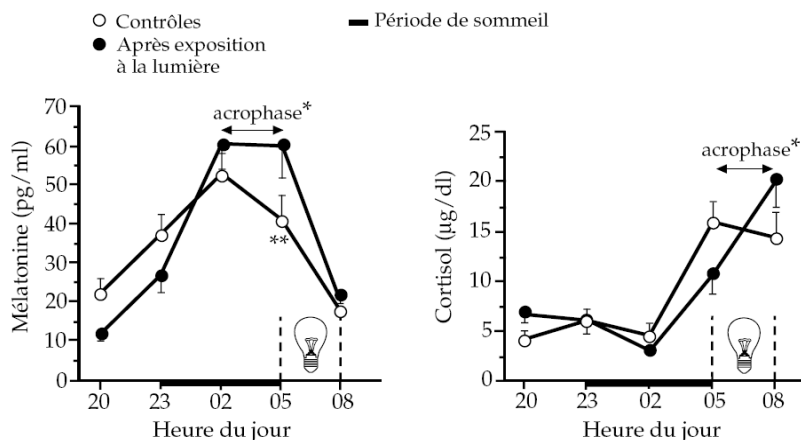 Contrôles
Après exposition
à la lumière
Période de sommeil
Mélatonine (pg/ml)
70
60
50
40
30
20
10
0
acrophase*
**
20
23
02
05
08
Heure du jour
Cortisol (µg/dl)
25
20
15
10
5
0
acrophase*
20
23
02
05
08
Heure du jour